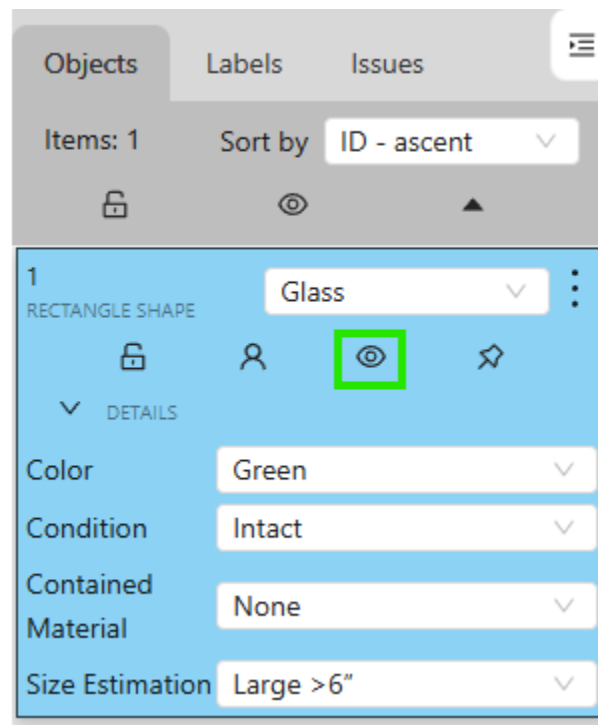 Objects Labels Issues
Items: 1 Sort by ID - ascent
1 Glass
RECTANGLE SHAPE
DETAILS
Color Green
Condition Intact
Contained
Material None
Size Estimation Large >6”